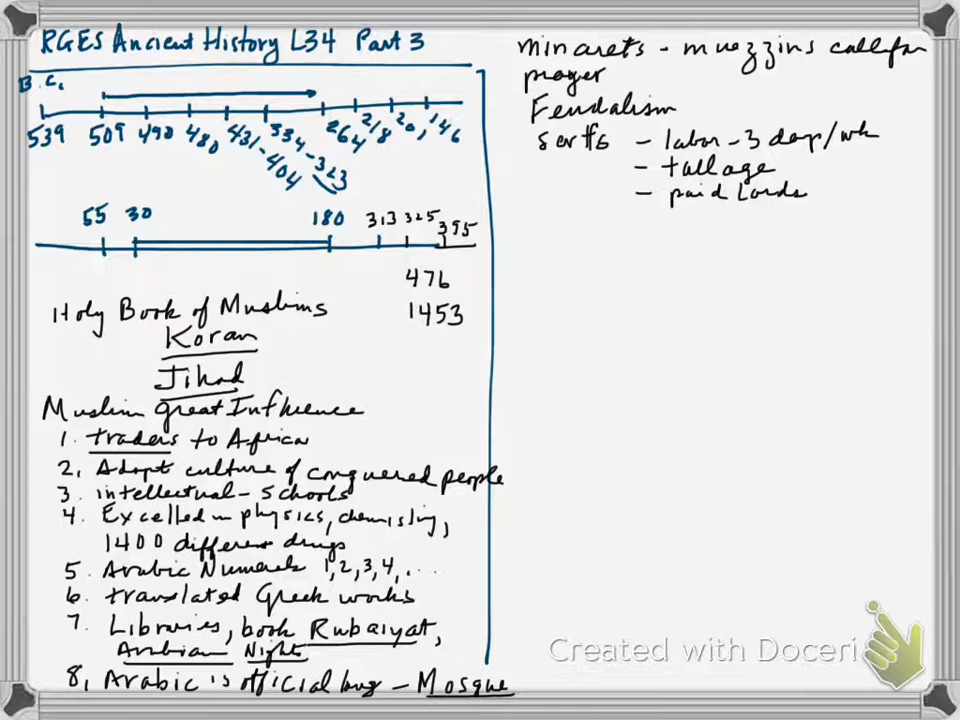 RGES Ancient History L34 Part 3
B.C.
539 509 490 480 431-404 334-323 264 218 201 146
55 30 180 313 325 395
476
1453
Holy Book of Muslims
Koran
Jihad
Muslim great Influence
1. traders to Africa
2. Adopt culture of conquered people
3. intellectual - schools
4. Excelled in physics, chemistry,
1400 different drugs
5. Arabic Numerals 1,2,3,4,...
6. translated Greek works
7. Libraries, book Rubaiyat,
Arabian Nights
8. Arabic is official lang - Mosque
minarets - muezzins call for
prayer
Feudalism
serfs - labor - 3 days/wk
- tallage
- paid Lords
Created with Doceri